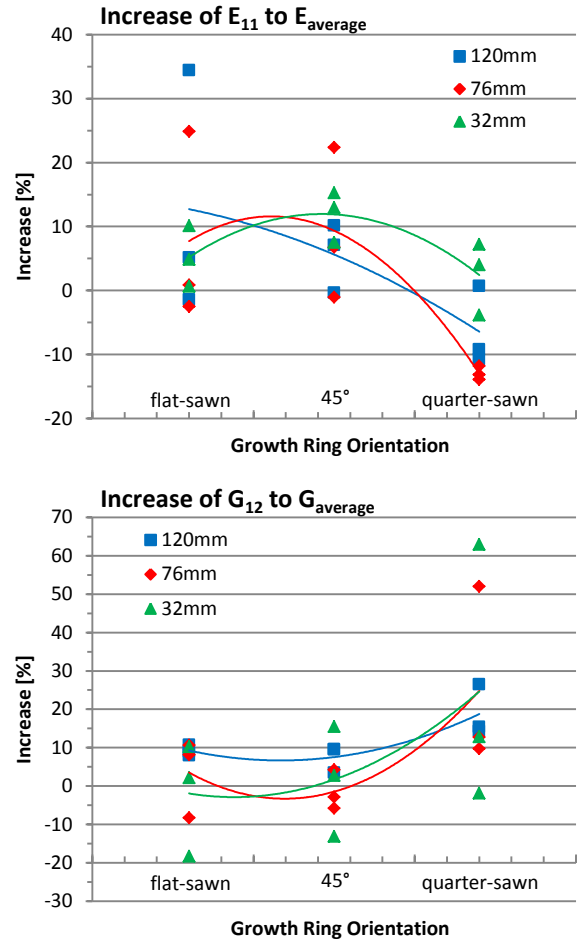 Increase of E₁₁ to Eaverage
40
30
20
10
0
-10
-20
Increase [%]
120mm
76mm
32mm
flat-sawn 45° quarter-sawn
Growth Ring Orientation
Increase of G₁₂ to Gaverage
70
60
50
40
30
20
10
0
-10
-20
-30
Increase [%]
120mm
76mm
32mm
flat-sawn 45° quarter-sawn
Growth Ring Orientation